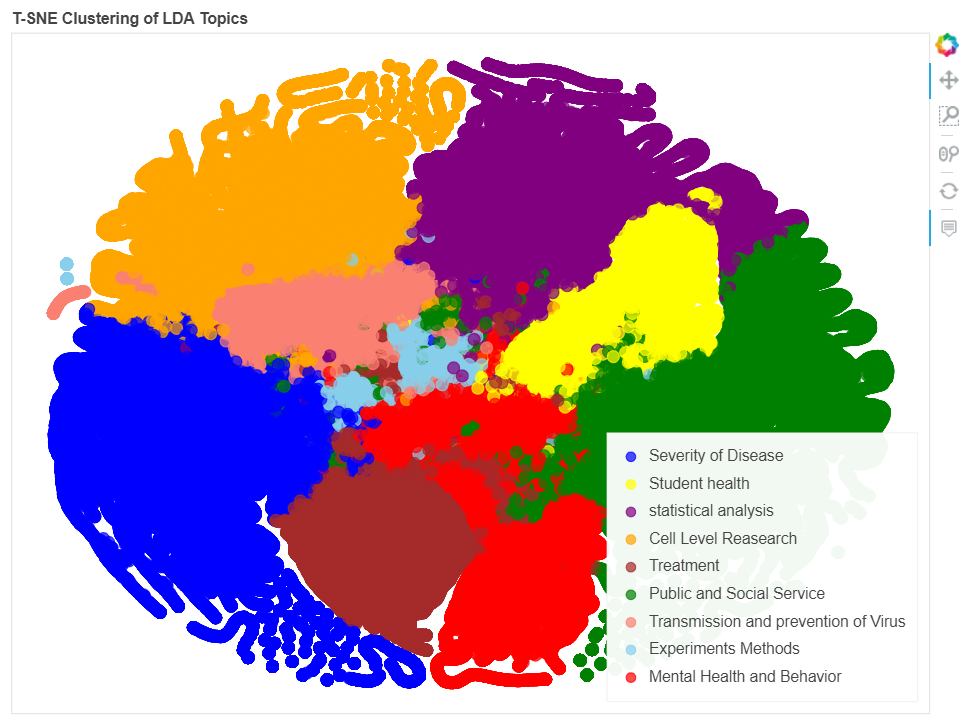 T-SNE Clustering of LDA Topics
Severity of Disease
Student health
statistical analysis
Cell Level Reasearch
Treatment
Public and Social Service
Transmission and prevention of Virus
Experiments Methods
Mental Health and Behavior